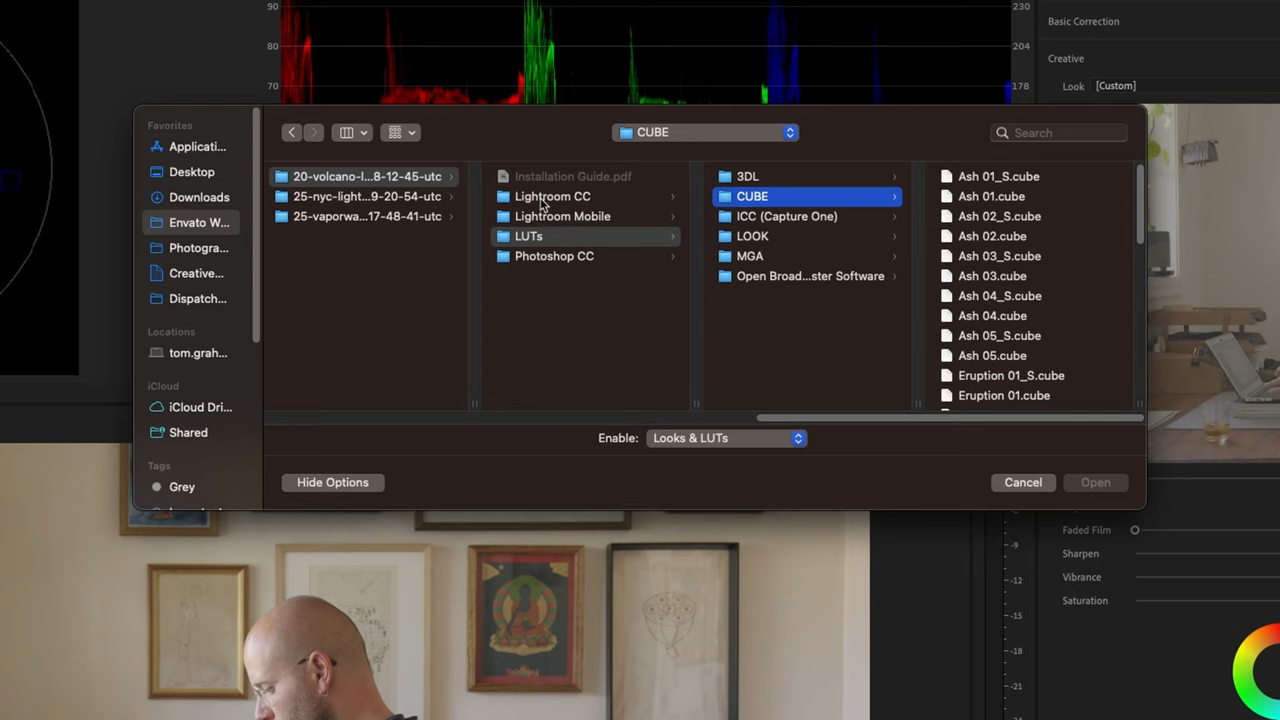 90
80
70
230
204
178
Basic Correction
Creative
Look [Custom]
CUBE
Search
Favorites
Applicati...
Desktop
Downloads
Envato W...
Photogra...
Creative...
Dispatch...
Locations
tom.grah...
iCloud
iCloud Dri...
Shared
Tags
Grey
20-volcano-l...8-12-45-utc
25-nyc-light...9-20-54-utc
25-vaporwa...17-48-41-utc
Installation Guide.pdf
Lightroom CC
Lightroom Mobile
LUTs
Photoshop CC
3DL
CUBE
ICC (Capture One)
LOOK
MGA
Open Broad...ster Software
Ash 01_S.cube
Ash 01.cube
Ash 02_S.cube
Ash 02.cube
Ash 03_S.cube
Ash 03.cube
Ash 04_S.cube
Ash 04.cube
Ash 05_S.cube
Ash 05.cube
Eruption 01_S.cube
Eruption 01.cube
Enable: Looks & LUTs
Hide Options
Cancel
Open
-9
-12
-15
-18
-21
Faded Film
Sharpen
Vibrance
Saturation